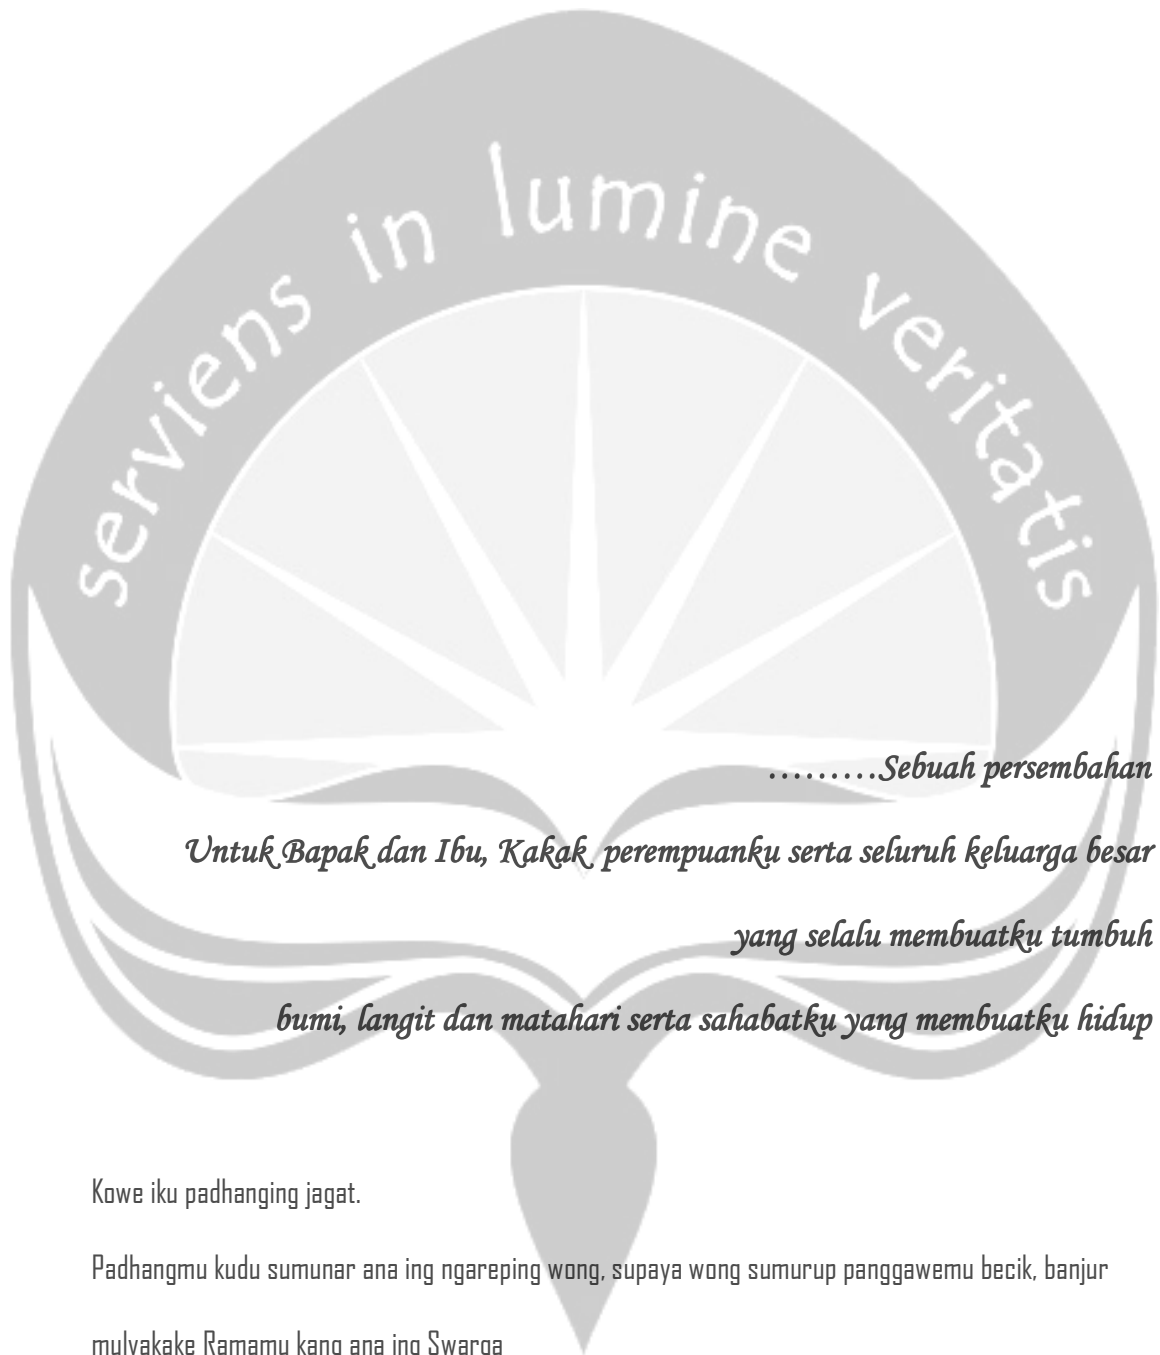 serviens in lumine veritatis
.........Sebuah persembahan
Untuk Bapak dan Ibu, Kakak perempuanku serta seluruh keluarga besar
yang selalu membuatku tumbuh
bumi, langit dan matahari serta sahabatku yang membuatku hidup
Kowe iku padhanging jagat.
Padhangmu kudu sumunar ana ing ngareping wong, supaya wong sumurup panggawemu becik, banjur
mulyakake Ramamu kang ana ing Swarga